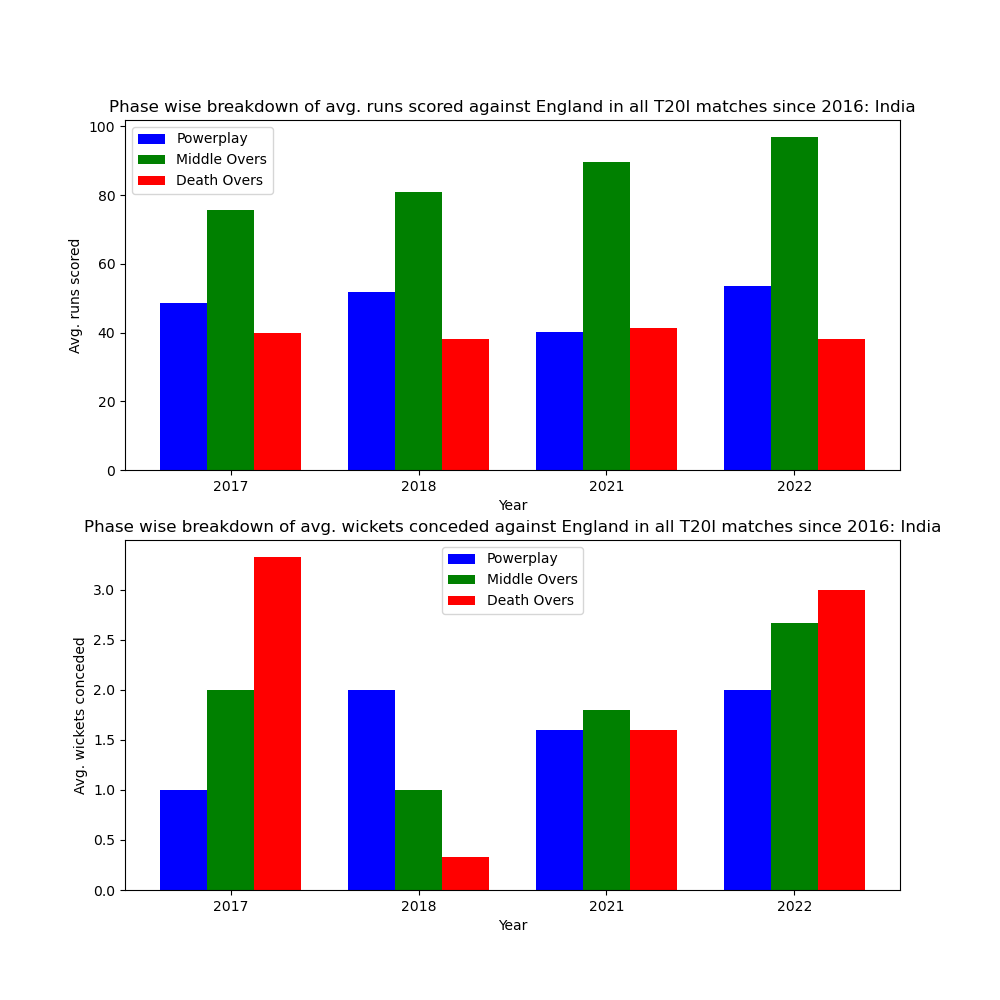 Phase wise breakdown of avg. runs scored against England in all T20I matches since 2016: India
100
80
60
40
20
0
Avg. runs scored
Powerplay
Middle Overs
Death Overs
2017 2018 2021 2022
Year
Phase wise breakdown of avg. wickets conceded against England in all T20I matches since 2016: India
3.0
2.5
2.0
1.5
1.0
0.5
0.0
Avg. wickets conceded
Powerplay
Middle Overs
Death Overs
2017 2018 2021 2022
Year